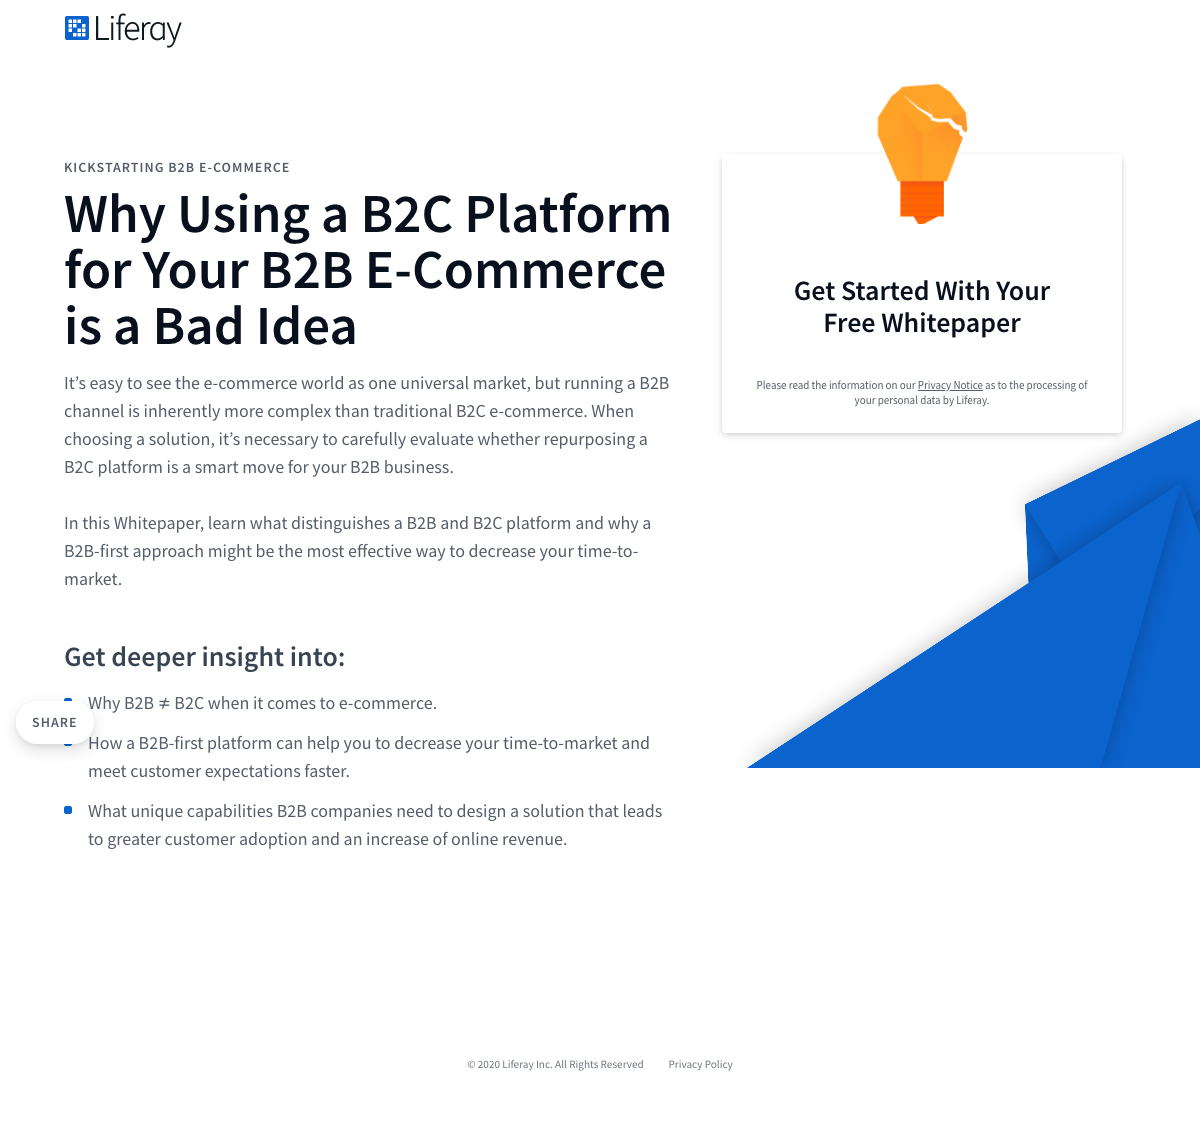 Liferay
KICKSTARTING B2B E-COMMERCE
Why Using a B2C Platform
for Your B2B E-Commerce
is a Bad Idea
It’s easy to see the e-commerce world as one universal market, but running a B2B
channel is inherently more complex than traditional B2C e-commerce. When
choosing a solution, it’s necessary to carefully evaluate whether repurposing a
B2C platform is a smart move for your B2B business.
In this Whitepaper, learn what distinguishes a B2B and B2C platform and why a
B2B-first approach might be the most effective way to decrease your time-to-
market.
Get deeper insight into:
Why B2B ≠ B2C when it comes to e-commerce.
How a B2B-first platform can help you to decrease your time-to-market and
meet customer expectations faster.
What unique capabilities B2B companies need to design a solution that leads
to greater customer adoption and an increase of online revenue.
SHARE
Get Started With Your
Free Whitepaper
Please read the information on our Privacy Notice as to the processing of
your personal data by Liferay.
© 2020 Liferay Inc. All Rights Reserved Privacy Policy